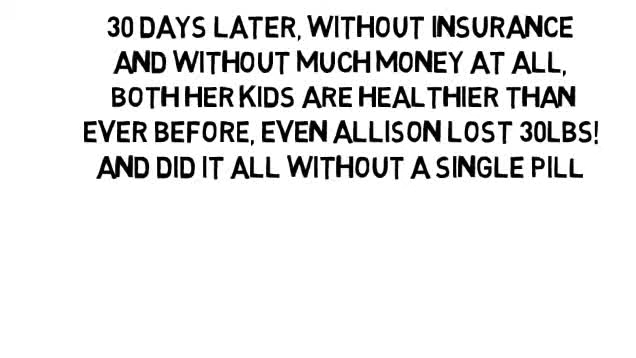 30 DAYS LATER, WITHOUT INSURANCE
AND WITHOUT MUCH MONEY AT ALL,
BOTH HER KIDS ARE HEALTHIER THAN
EVER BEFORE, EVEN ALLISON LOST 30LBS!
AND DID IT ALL WITHOUT A SINGLE PILL